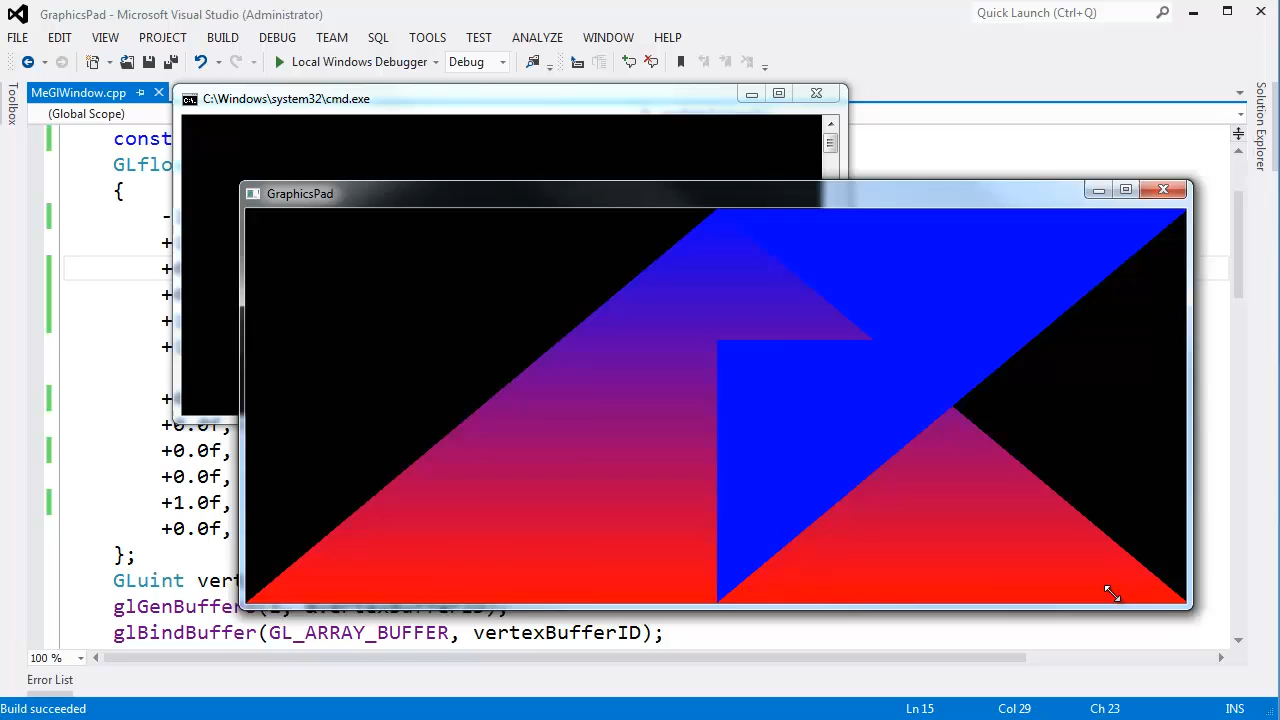 GraphicsPad - Microsoft Visual Studio (Administrator)
Quick Launch (Ctrl+Q)
FILE EDIT VIEW PROJECT BUILD DEBUG TEAM SQL TOOLS TEST ANALYZE WINDOW HELP
Local Windows Debugger Debug
Toolbox
MeGlWindow.cpp
C:\Windows\system32\cmd.exe
Solution Explorer
(Global Scope)
const
{
GraphicsPad
+0.0f,
+0.0f,
+0.0f,
+1.0f,
+0.0f,
};
GLuint
glBindBuffer(GL_ARRAY_BUFFER, vertexBufferID);
100 %
Error List
Build succeeded
Ln 15 Col 29 Ch 23 INS